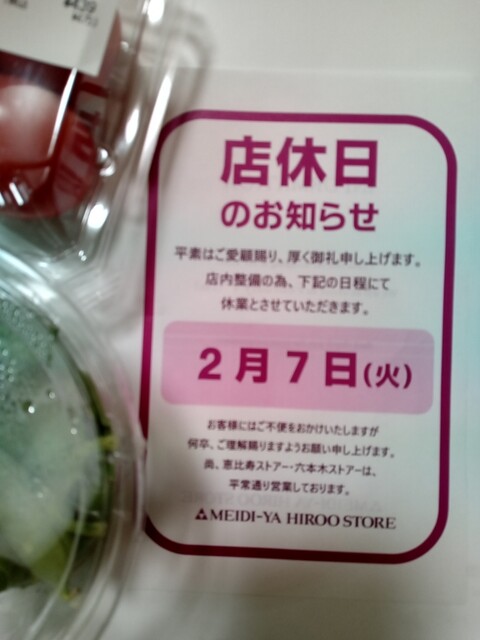 店休日
のお知らせ
平素はご愛顧賜り、厚く御礼申し上げます。
店内整備の為、下記の日程にて
休業とさせていただきます。
2月7日(火)
お客様にはご不便をおかけいたしますが
何卒、ご理解賜りますようお願い申し上げます。
尚、恵比寿ストアー・六本木ストアーは、
平常通り営業しております。
MEIDI-YA HIROO STORE